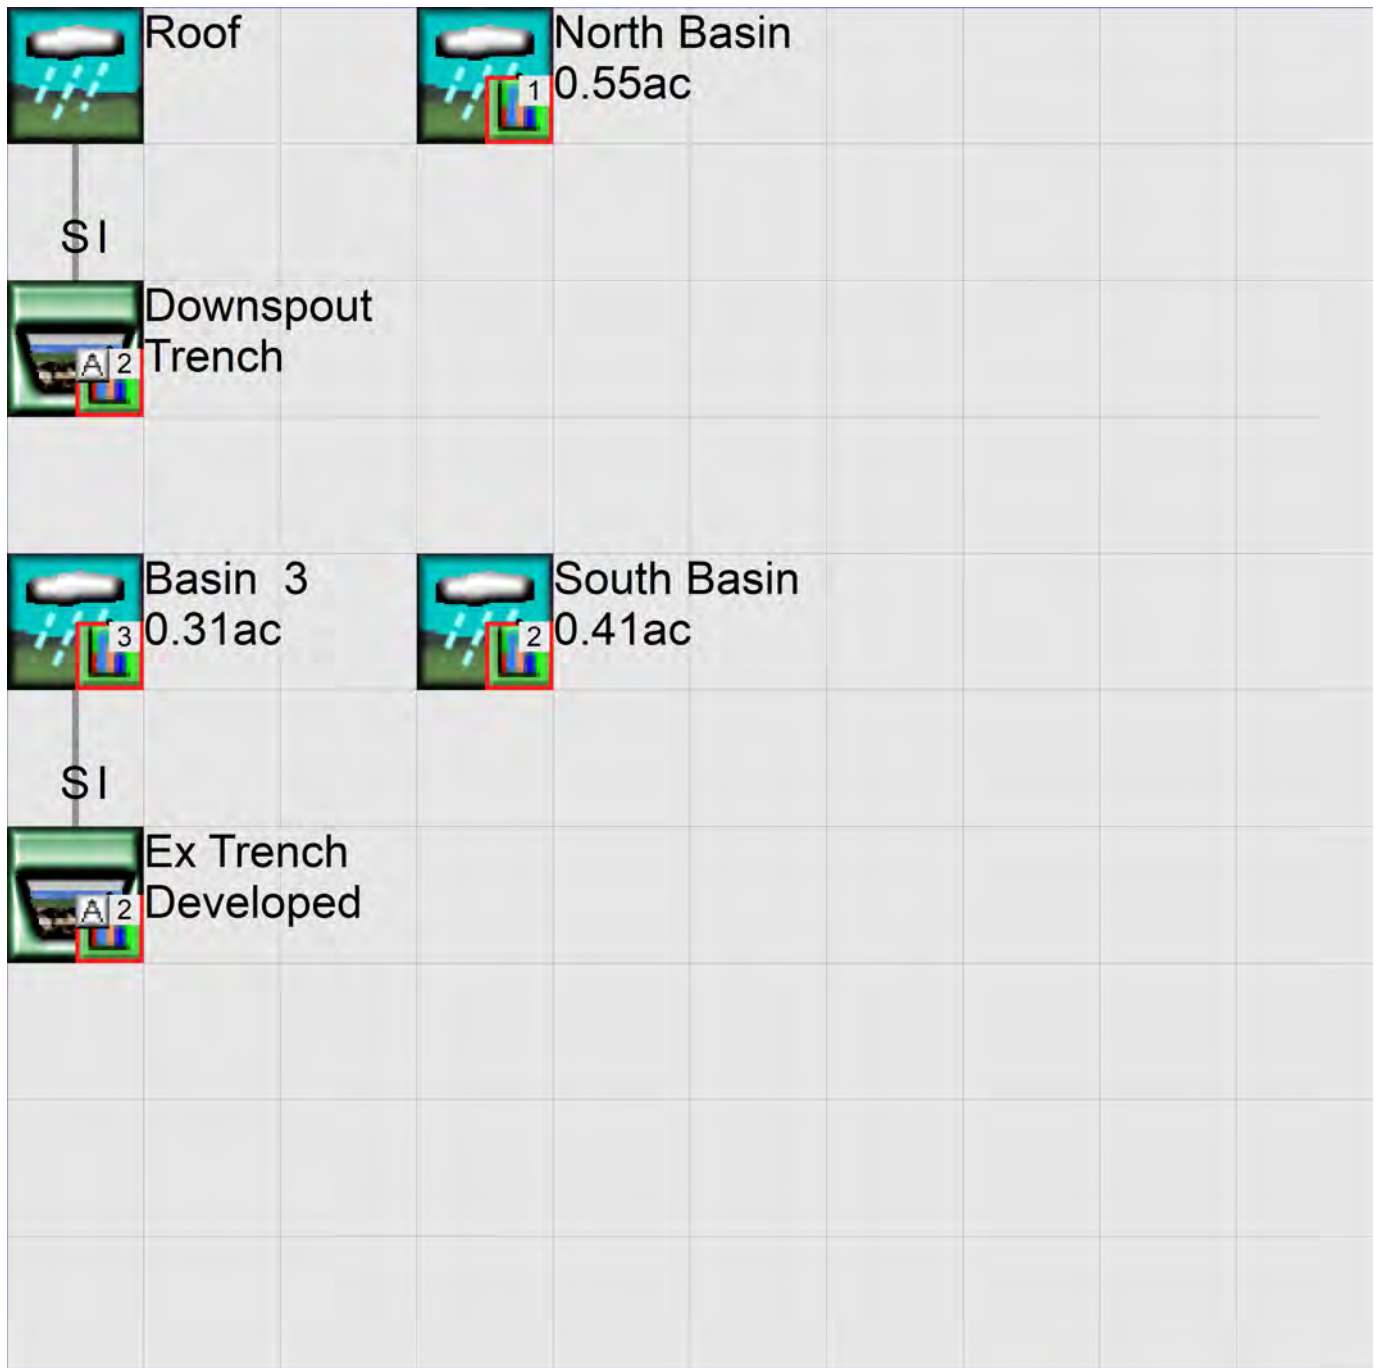 Roof
North Basin
0.55ac
1
SI
Downspout
Trench
A 2
Basin  3
0.31ac
3
South Basin
0.41ac
2
SI
Ex Trench
Developed
A 2